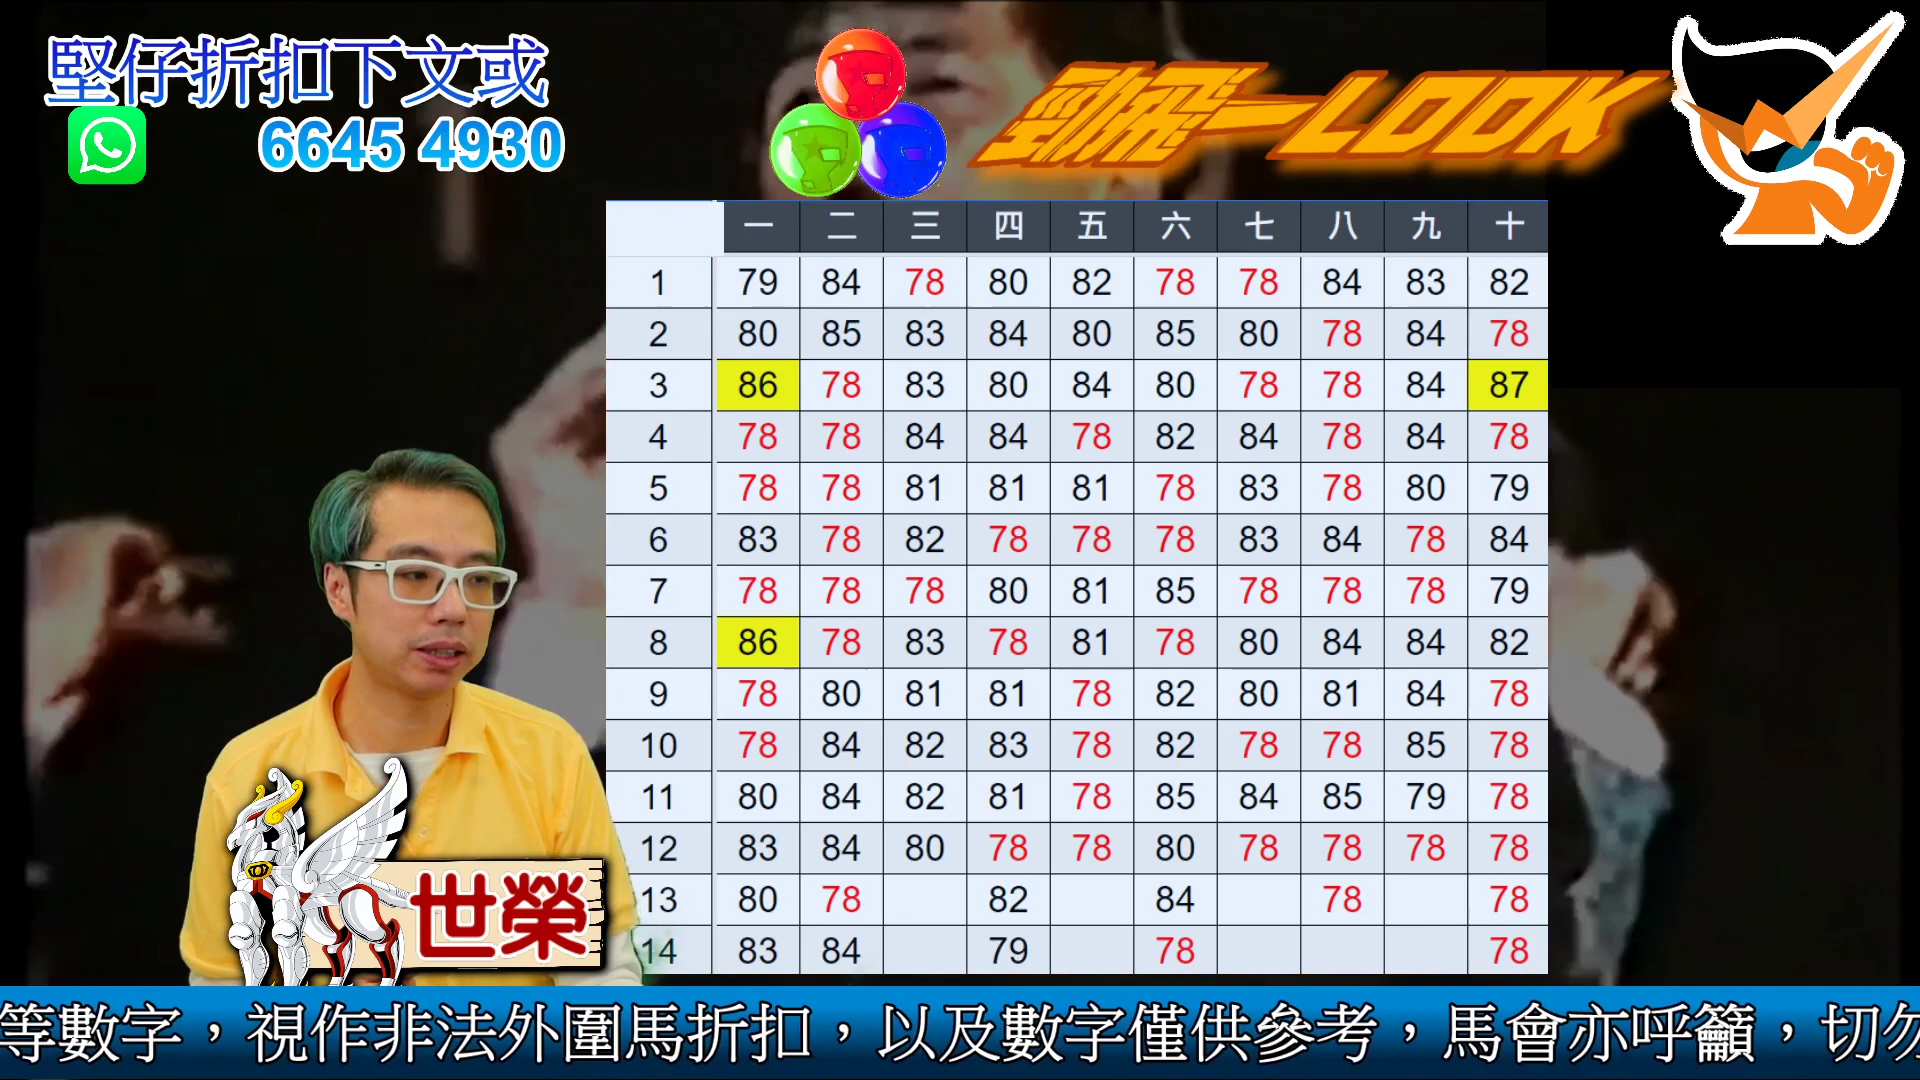 堅仔折扣下文或
6645 4930
勁飛一LOOK
一 二 三 四 五 六 七 八 九 十
1 79 84 78 80 82 78 78 84 83 82
2 80 85 83 84 80 85 80 78 84 78
3 86 78 83 80 84 80 78 78 84 87
4 78 78 84 84 78 82 84 78 84 78
5 78 78 81 81 81 78 83 78 80 79
6 83 78 82 78 78 78 83 84 78 84
7 78 78 78 80 81 85 78 78 78 79
8 86 78 83 78 81 78 80 84 84 82
9 78 80 81 81 78 82 80 81 84 78
10 78 84 82 83 78 82 78 78 85 78
11 80 84 82 81 78 85 84 85 79 78
12 83 84 80 78 78 80 78 78 78 78
13 80 78 82 84 78 78
14 83 84 79 78 78
世榮
等數字，視作非法外圍馬折扣，以及數字僅供參考，馬會亦呼籲，切勿